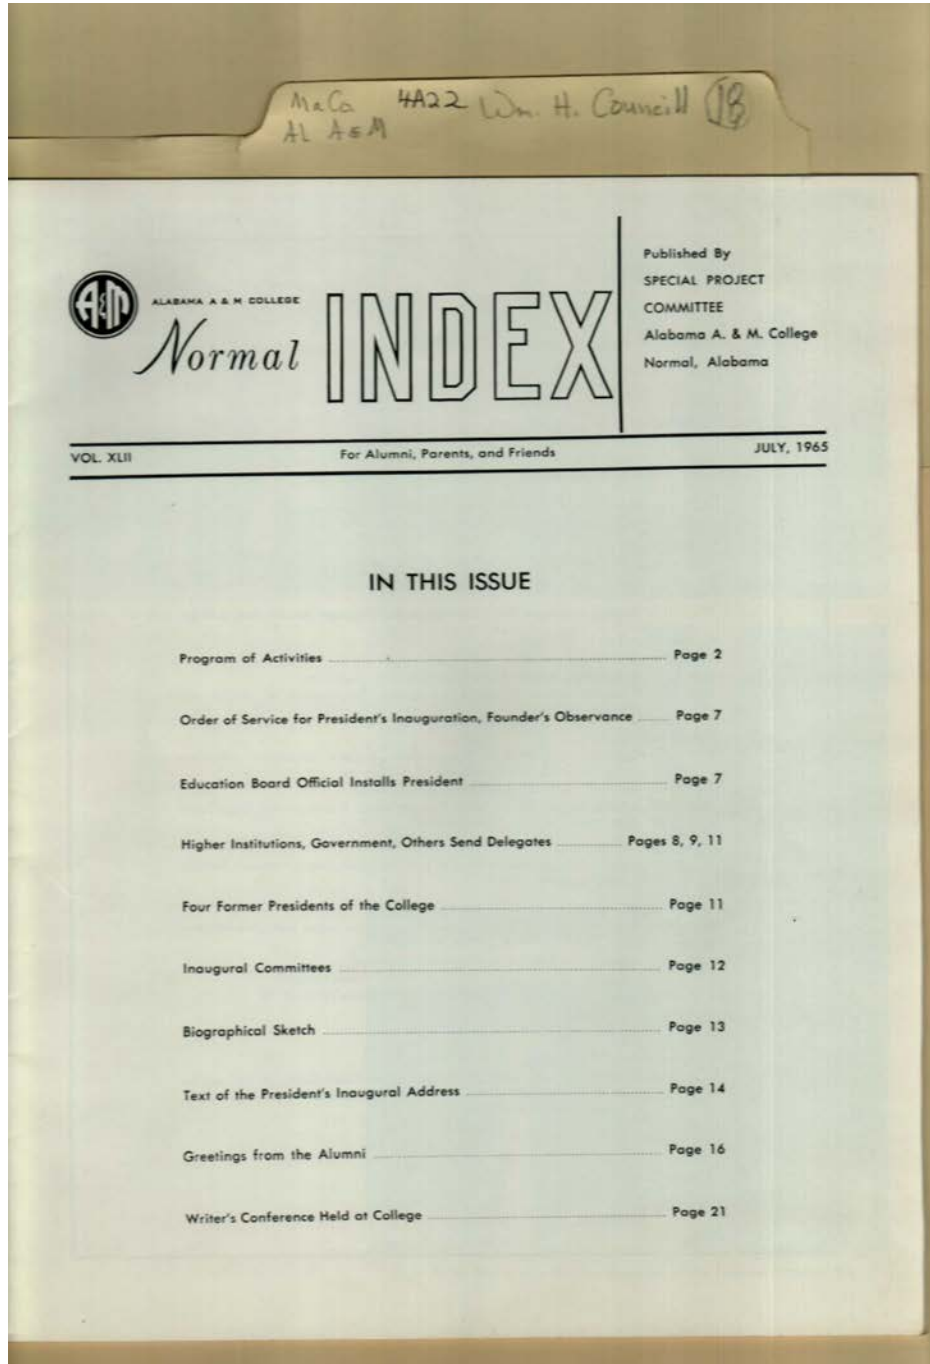 MaCo 4A22 Wm. H. Councill 18
AL A&M
A&M
ALABAMA A & M COLLEGE
Normal INDEX
Published By
SPECIAL PROJECT
COMMITTEE
Alabama A. & M. College
Normal, Alabama
VOL. XLII For Alumni, Parents, and Friends JULY, 1965
IN THIS ISSUE
Program of Activities Page 2
Order of Service for President's Inauguration, Founder's Observance Page 7
Education Board Official Installs President Page 7
Higher Institutions, Government, Others Send Delegates Pages 8, 9, 11
Four Former Presidents of the College Page 11
Inaugural Committees Page 12
Biographical Sketch Page 13
Text of the President's Inaugural Address Page 14
Greetings from the Alumni Page 16
Writer's Conference Held at College Page 21